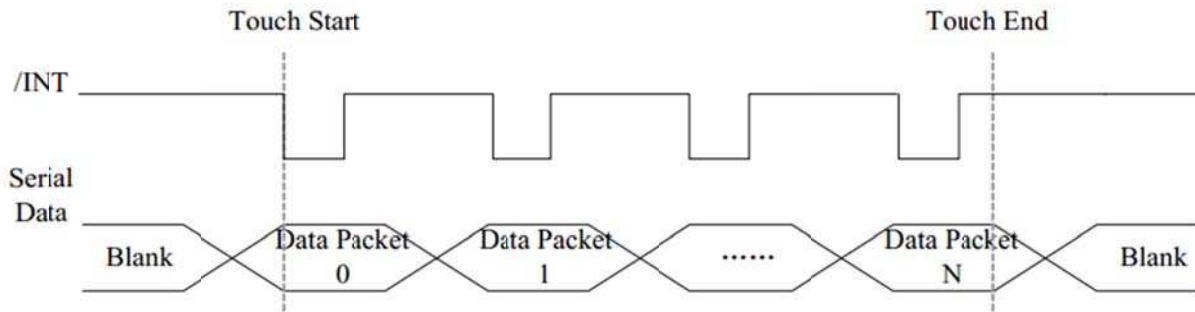 Touch Start
Touch End
/INT
Serial
Data
Blank
Data Packet
0
Data Packet
1
······
Data Packet
N
Blank